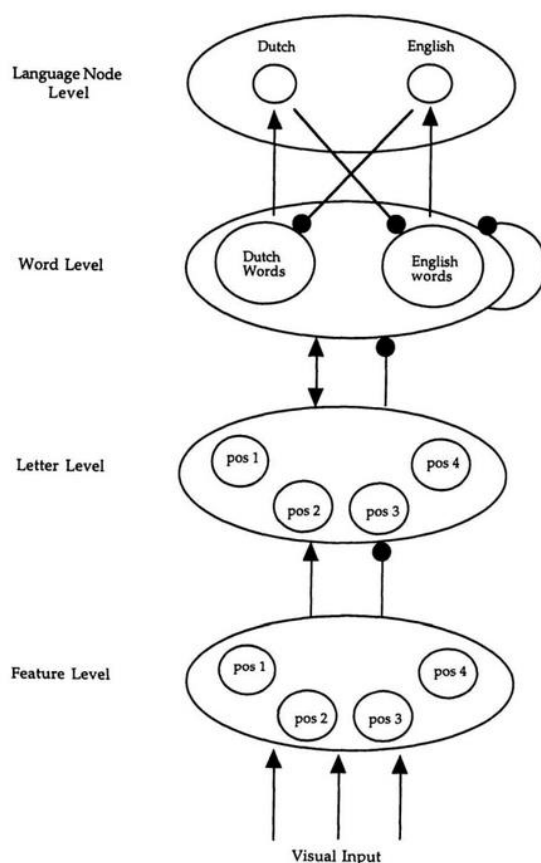 Dutch
English
Language Node
Level
Word Level
Dutch
Words
English
words
Letter Level
pos 1
pos 4
pos 2
pos 3
Feature Level
pos 1
pos 4
pos 2
pos 3
Visual Input